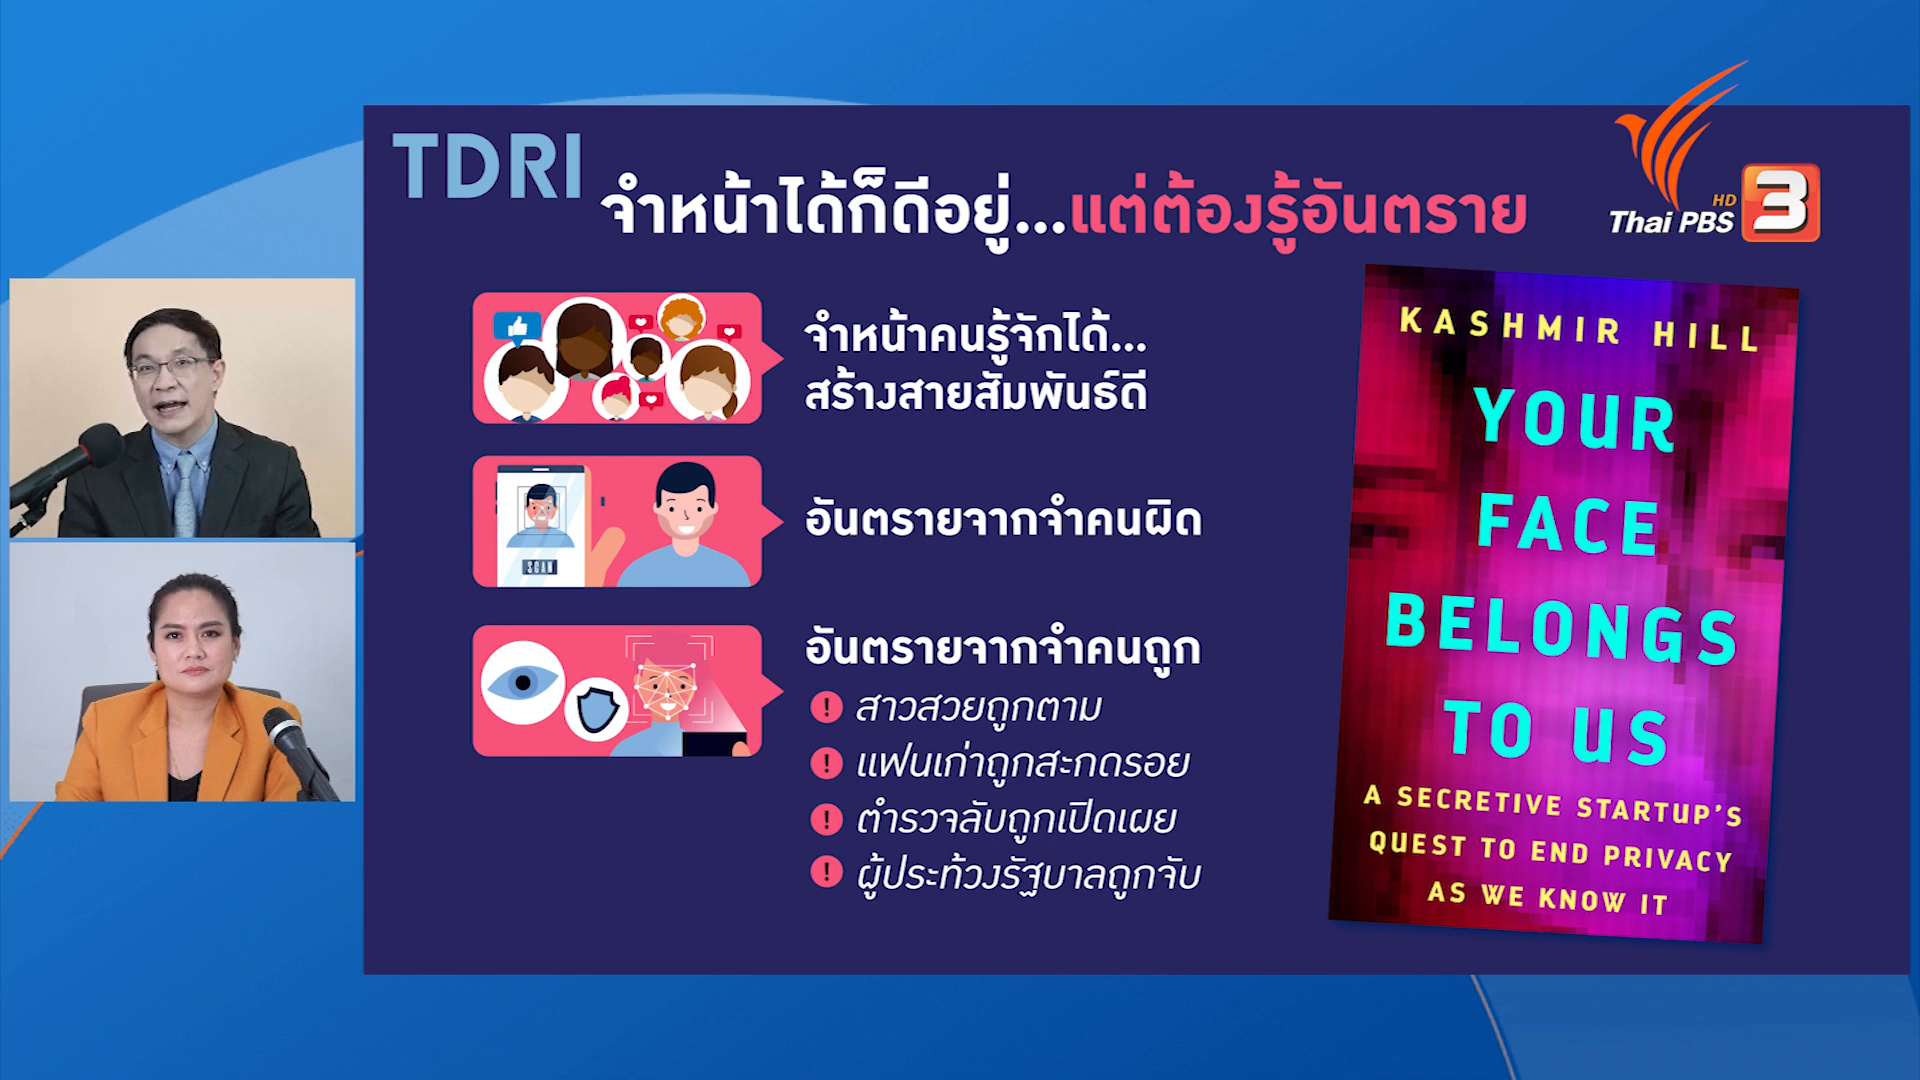 TDRI
จำหน้าได้ก็ดีอยู่...แต่ต้องรู้อันตราย
HD
Thai PBS 3
จำหน้าคนรู้จักได้...
สร้างสายสัมพันธ์ดี
SCAN
อันตรายจากจำคนผิด
อันตรายจากจำคนถูก
! สาวสวยถูกตาม
! แฟนเก่าถูกสะกดรอย
! ตำรวจลับถูกเปิดเผย
! ผู้ประท้วงรัฐบาลถูกจับ
KASHMIR HILL
YOUR
FACE
BELONGS
TO US
A SECRETIVE STARTUP'S
QUEST TO END PRIVACY
AS WE KNOW IT